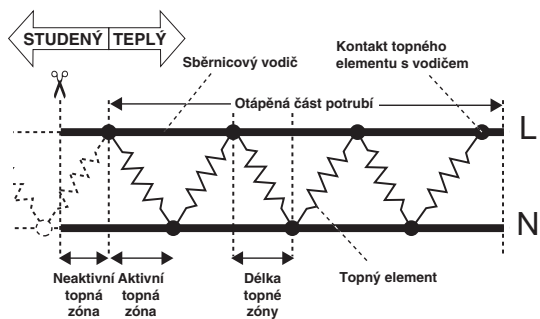 STUDENÝ TEPLÝ
Sběrnicový vodič
Kontakt topného
elementu s vodičem
Otápěná část potrubí
L
N
Neaktivní
topná
zóna
Aktivní
topná
zóna
Délka
topné
zóny
Topný element